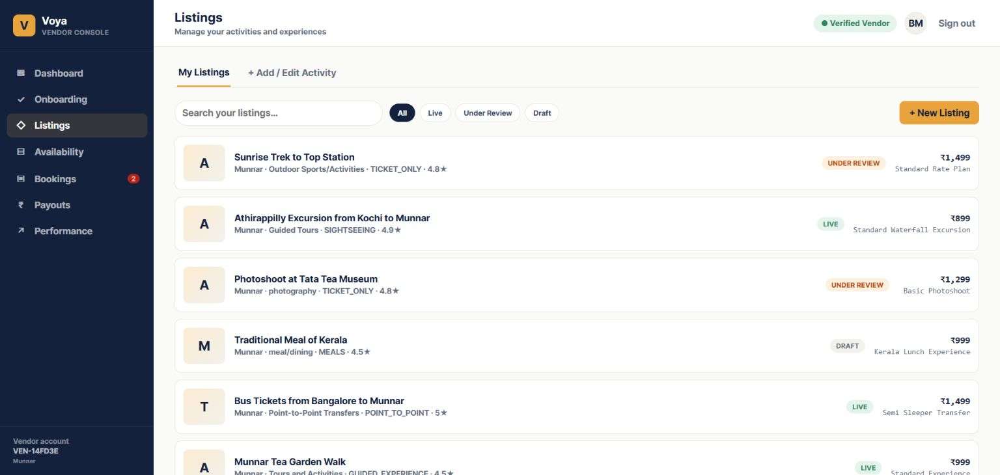 V
Voya
VENDOR CONSOLE
Dashboard
Onboarding
Listings
Availability
Bookings
2
₹ Payouts
Performance
Vendor account
VEN-14FD3E
Munnar
Listings
Manage your activities and experiences
Verified Vendor
BM
Sign out
My Listings
+ Add / Edit Activity
Search your listings...
All
Live
Under Review
Draft
+ New Listing
A
Sunrise Trek to Top Station
Munnar · Outdoor Sports/Activities · TICKET_ONLY · 4.8★
UNDER REVIEW
₹1,499
Standard Rate Plan
A
Athirappilly Excursion from Kochi to Munnar
Munnar · Guided Tours · SIGHTSEEING · 4.9★
LIVE
₹899
Standard Waterfall Excursion
A
Photoshoot at Tata Tea Museum
Munnar · photography · TICKET_ONLY · 4.8★
UNDER REVIEW
₹1,299
Basic Photoshoot
M
Traditional Meal of Kerala
Munnar · meal/dining · MEALS · 4.5★
DRAFT
₹999
Kerala Lunch Experience
T
Bus Tickets from Bangalore to Munnar
Munnar · Point-to-Point Transfers · POINT_TO_POINT · 5★
LIVE
₹1,499
Semi Sleeper Transfer
A
Munnar Tea Garden Walk
Munnar · Tours and Activities · GUIDED_EXPERIENCE · 4.5★
LIVE
₹999
Standard Experience